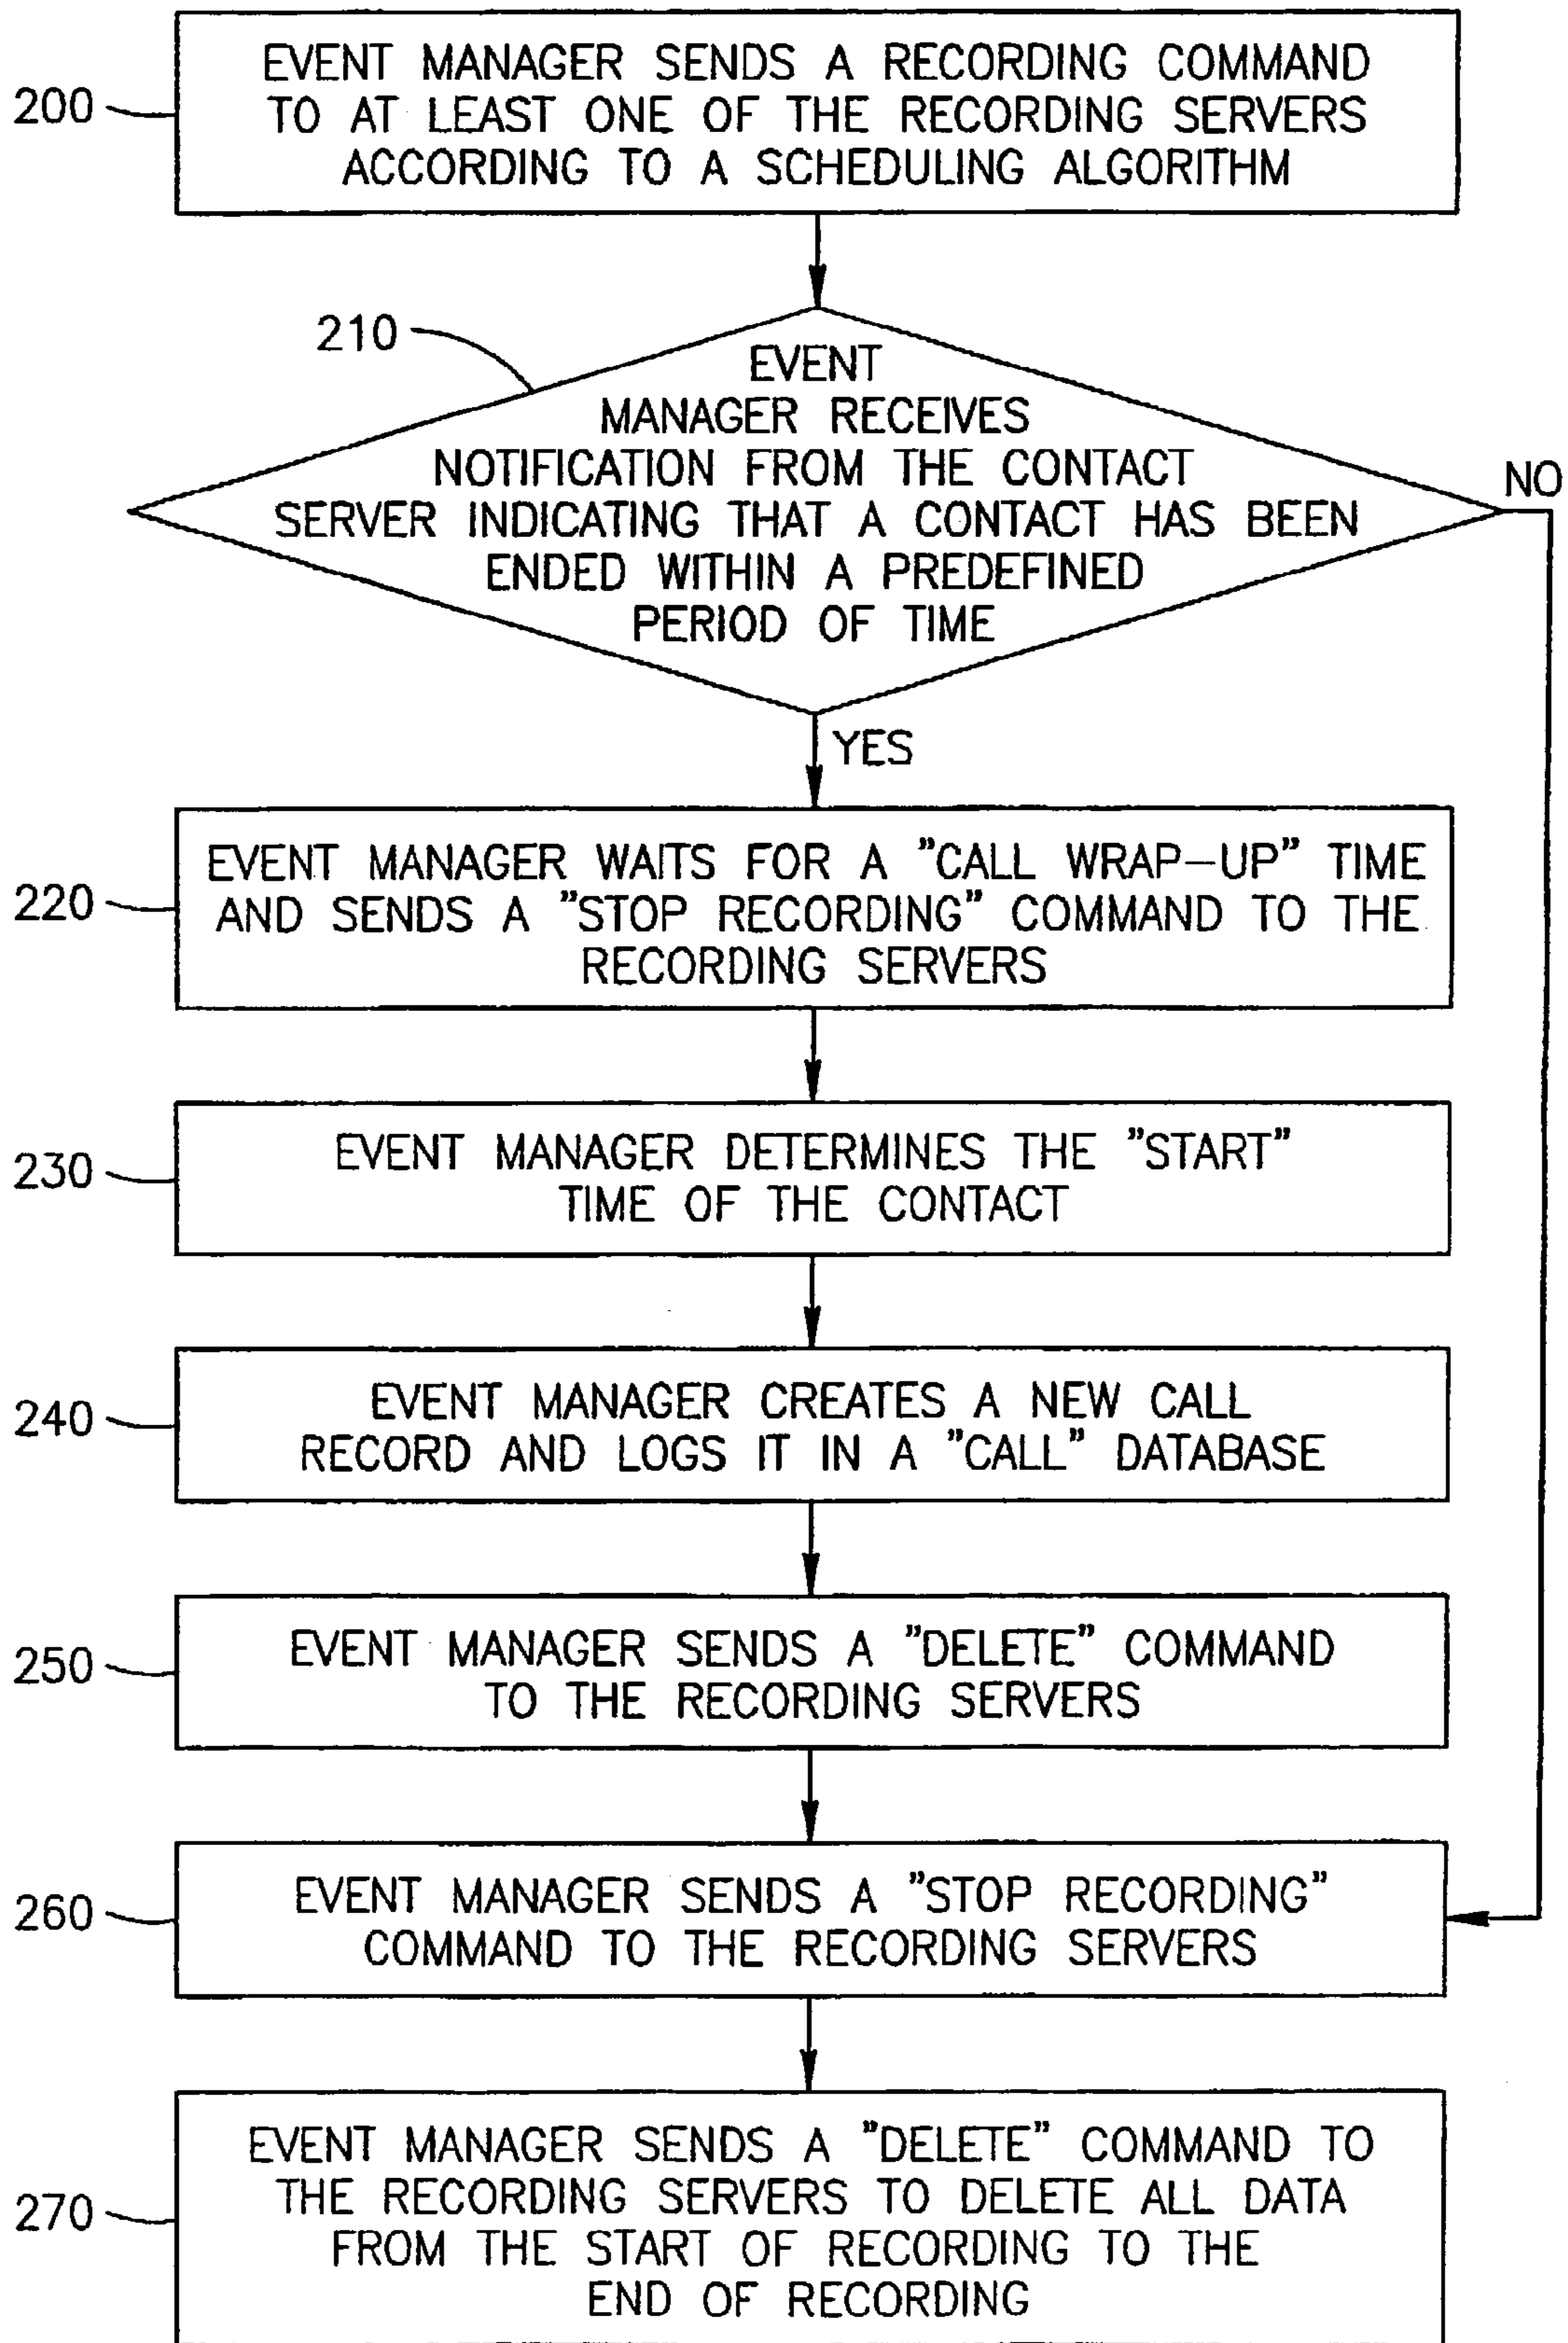 EVENT MANAGER SENDS A RECORDING COMMAND
200
TO AT LEAST ONE OF THE RECORDING SERVERS
ACCORDING TO A SCHEDULING ALGORITHM
210
EVENT
MANAGER RECEIVES
NOTIFICATION FROM THE CONTACT
NO
SERVER INDICATING THAT A CONTACT HAS BEEN
ENDED WITHIN A PREDEFINED
PERIOD OF TIME
YES
EVENT MANAGER WAITS FOR A "CALL WRAP-UP" TIME
220
AND SENDS A "STOP RECORDING" COMMAND TO THE
RECORDING SERVERS
230
EVENT MANAGER DETERMINES THE "START"
TIME OF THE CONTACT
240
EVENT MANAGER CREATES A NEW CALL
RECORD AND LOGS IT IN A "CALL" DATABASE
250
EVENT MANAGER SENDS A "DELETE" COMMAND
TO THE RECORDING SERVERS
260
EVENT MANAGER SENDS A "STOP RECORDING"
COMMAND TO THE RECORDING SERVERS
EVENT MANAGER SENDS A "DELETE" COMMAND TO
270
THE RECORDING SERVERS TO DELETE ALL DATA
FROM THE START OF RECORDING TO THE
END OF RECORDING